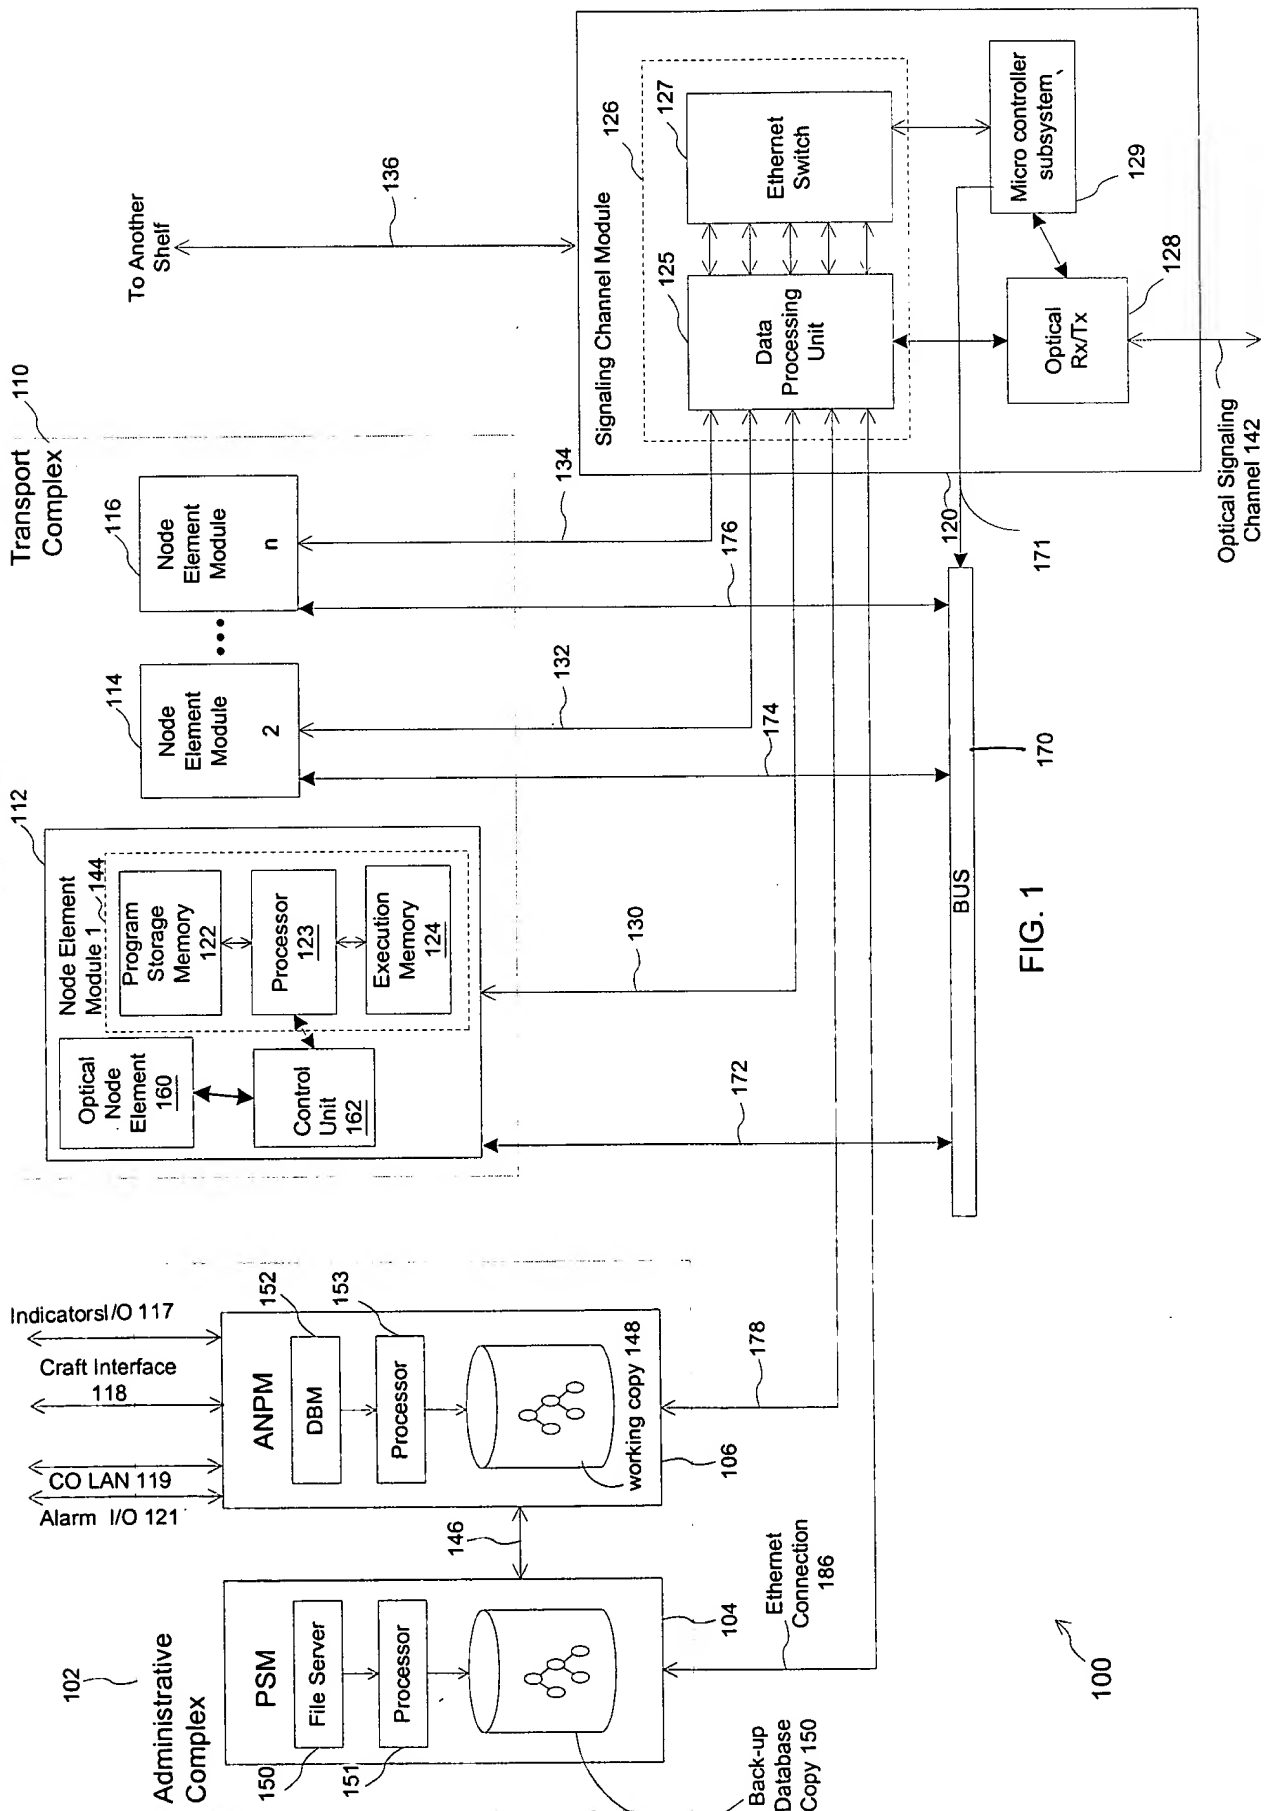 Administrative
Complex
102
PSM
File Server
150
Processor
151
104
Back-up
Database
Copy 150
146
Ethernet
Connection
186
IndicatorsI/O 117
Craft Interface
118
CO LAN 119
Alarm I/O 121
ANPM
DBM
152
Processor
153
working copy 148
106
178
Transport
Complex
110
112
Node Element
Module 1
144
Optical
Node
Element
160
Control
Unit
162
Program
Storage
Memory
122
Processor
123
Execution
Memory
124
114
Node
Element
Module
2
116
Node
Element
Module
n
130
132
134
172
174
176
To Another
Shelf
136
Signaling Channel Module
126
125
Data
Processing
Unit
127
Ethernet
Switch
Micro controller
subsystem
129
Optical
Rx/Tx
128
120
171
Optical Signaling
Channel 142
BUS
170
FIG. 1
100